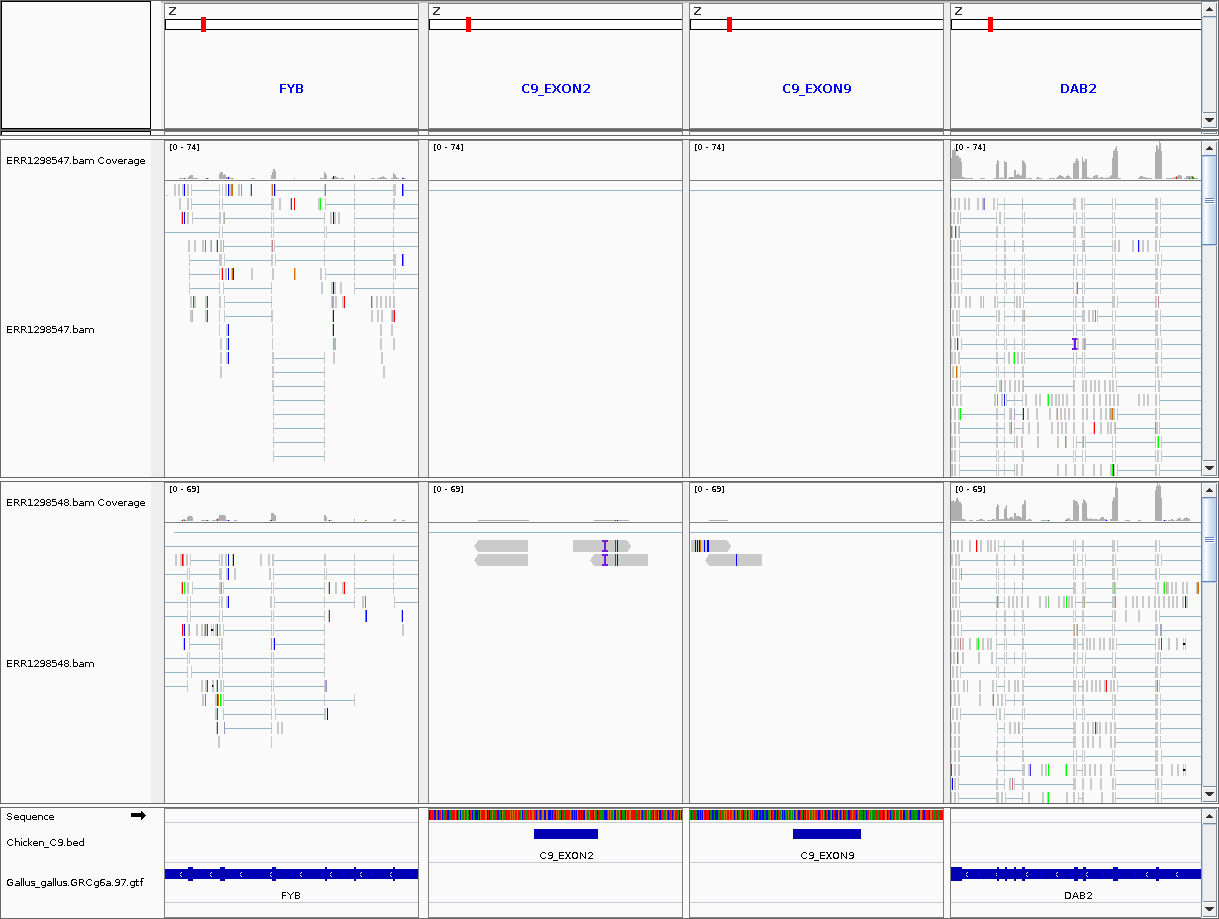 Z Z Z Z
FYB C9_EXON2 C9_EXON9 DAB2
ERR1298547.bam Coverage [0 - 74] [0 - 74] [0 - 74] [0 - 74]
ERR1298547.bam
ERR1298548.bam Coverage [0 - 69] [0 - 69] [0 - 69] [0 - 69]
ERR1298548.bam
Sequence
Chicken_C9.bed
C9_EXON2 C9_EXON9
Gallus_gallus.GRCg6a.97.gtf
FYB DAB2